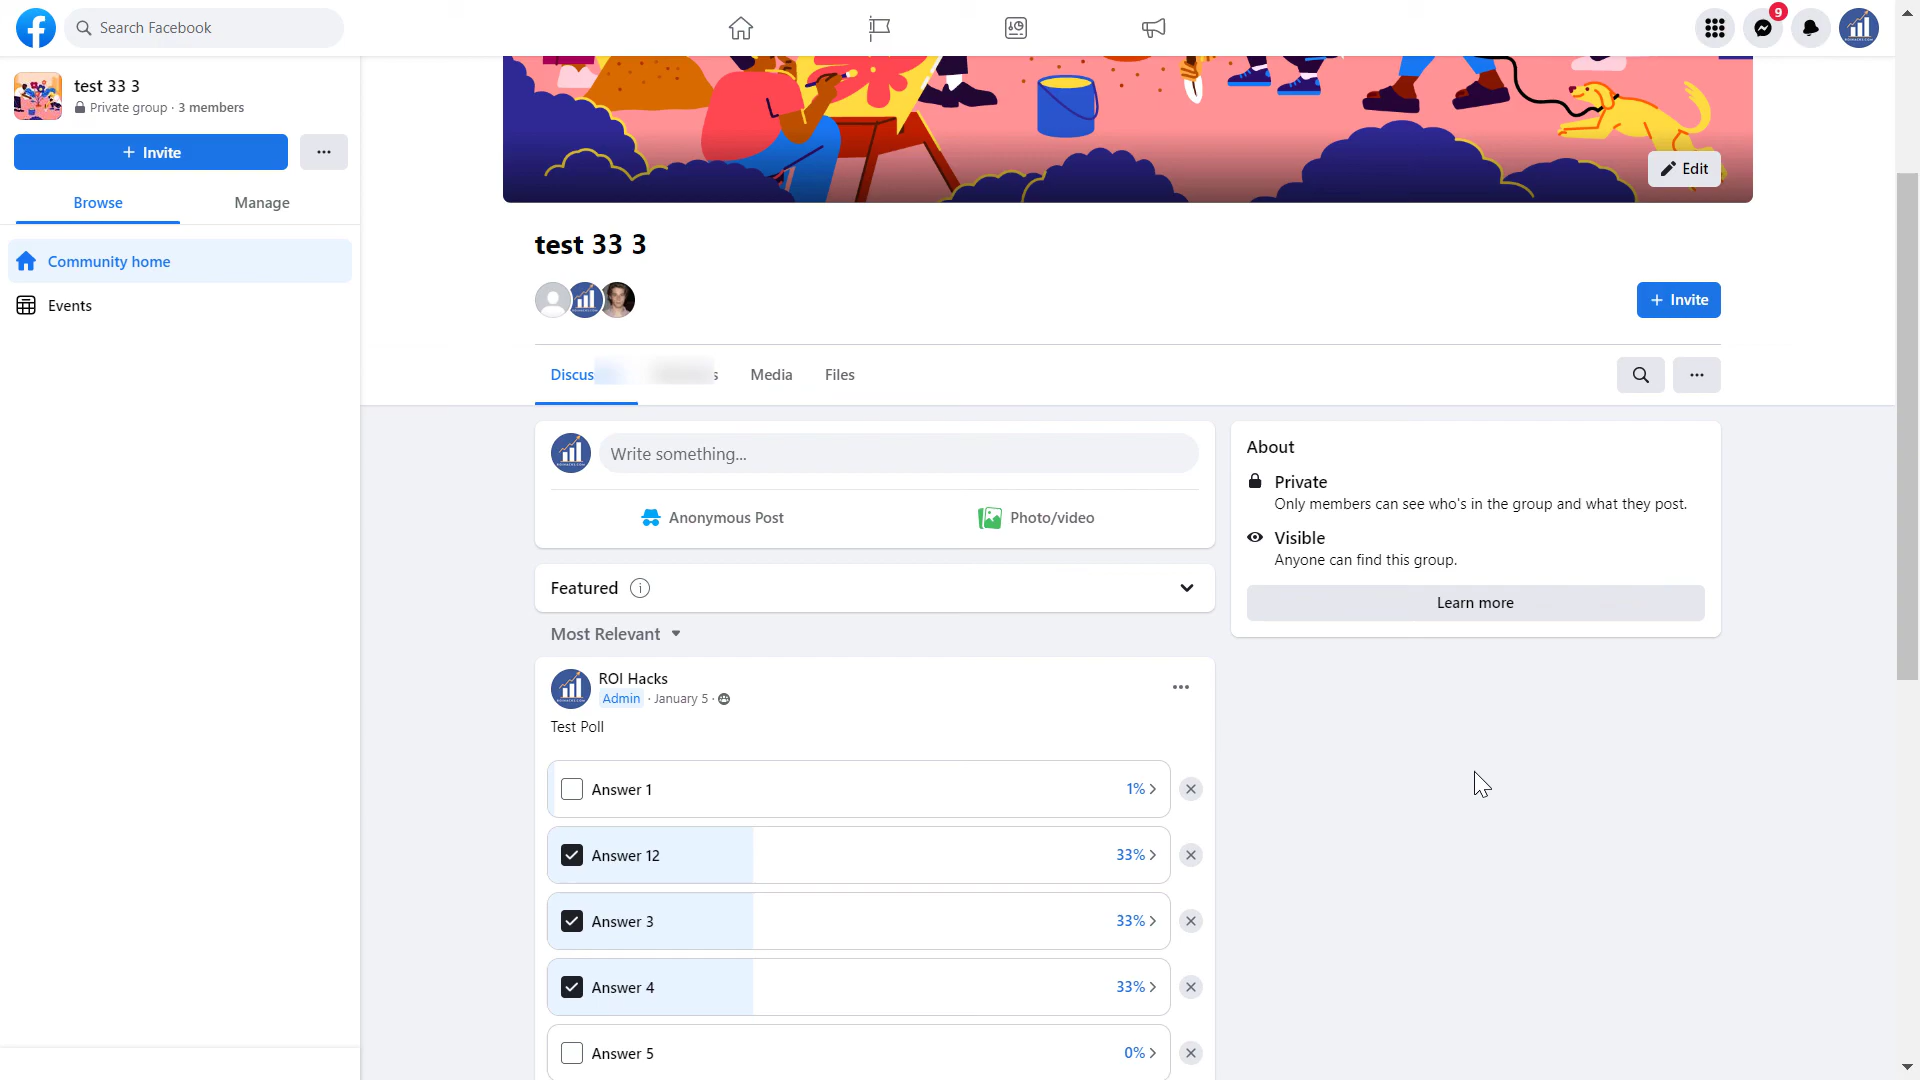 Search Facebook
9
test 33 3
Private group · 3 members
+ Invite
Browse
Manage
Community home
Events
Edit
test 33 3
+ Invite
Media
Files
Write something...
Anonymous Post
Photo/video
Featured
Most Relevant
ROI Hacks
Admin · January 5 ·
Test Poll
Answer 1
1%
Answer 12
33%
Answer 3
33%
Answer 4
33%
Answer 5
0%
About
Private
Only members can see who's in the group and what they post.
Visible
Anyone can find this group.
Learn more